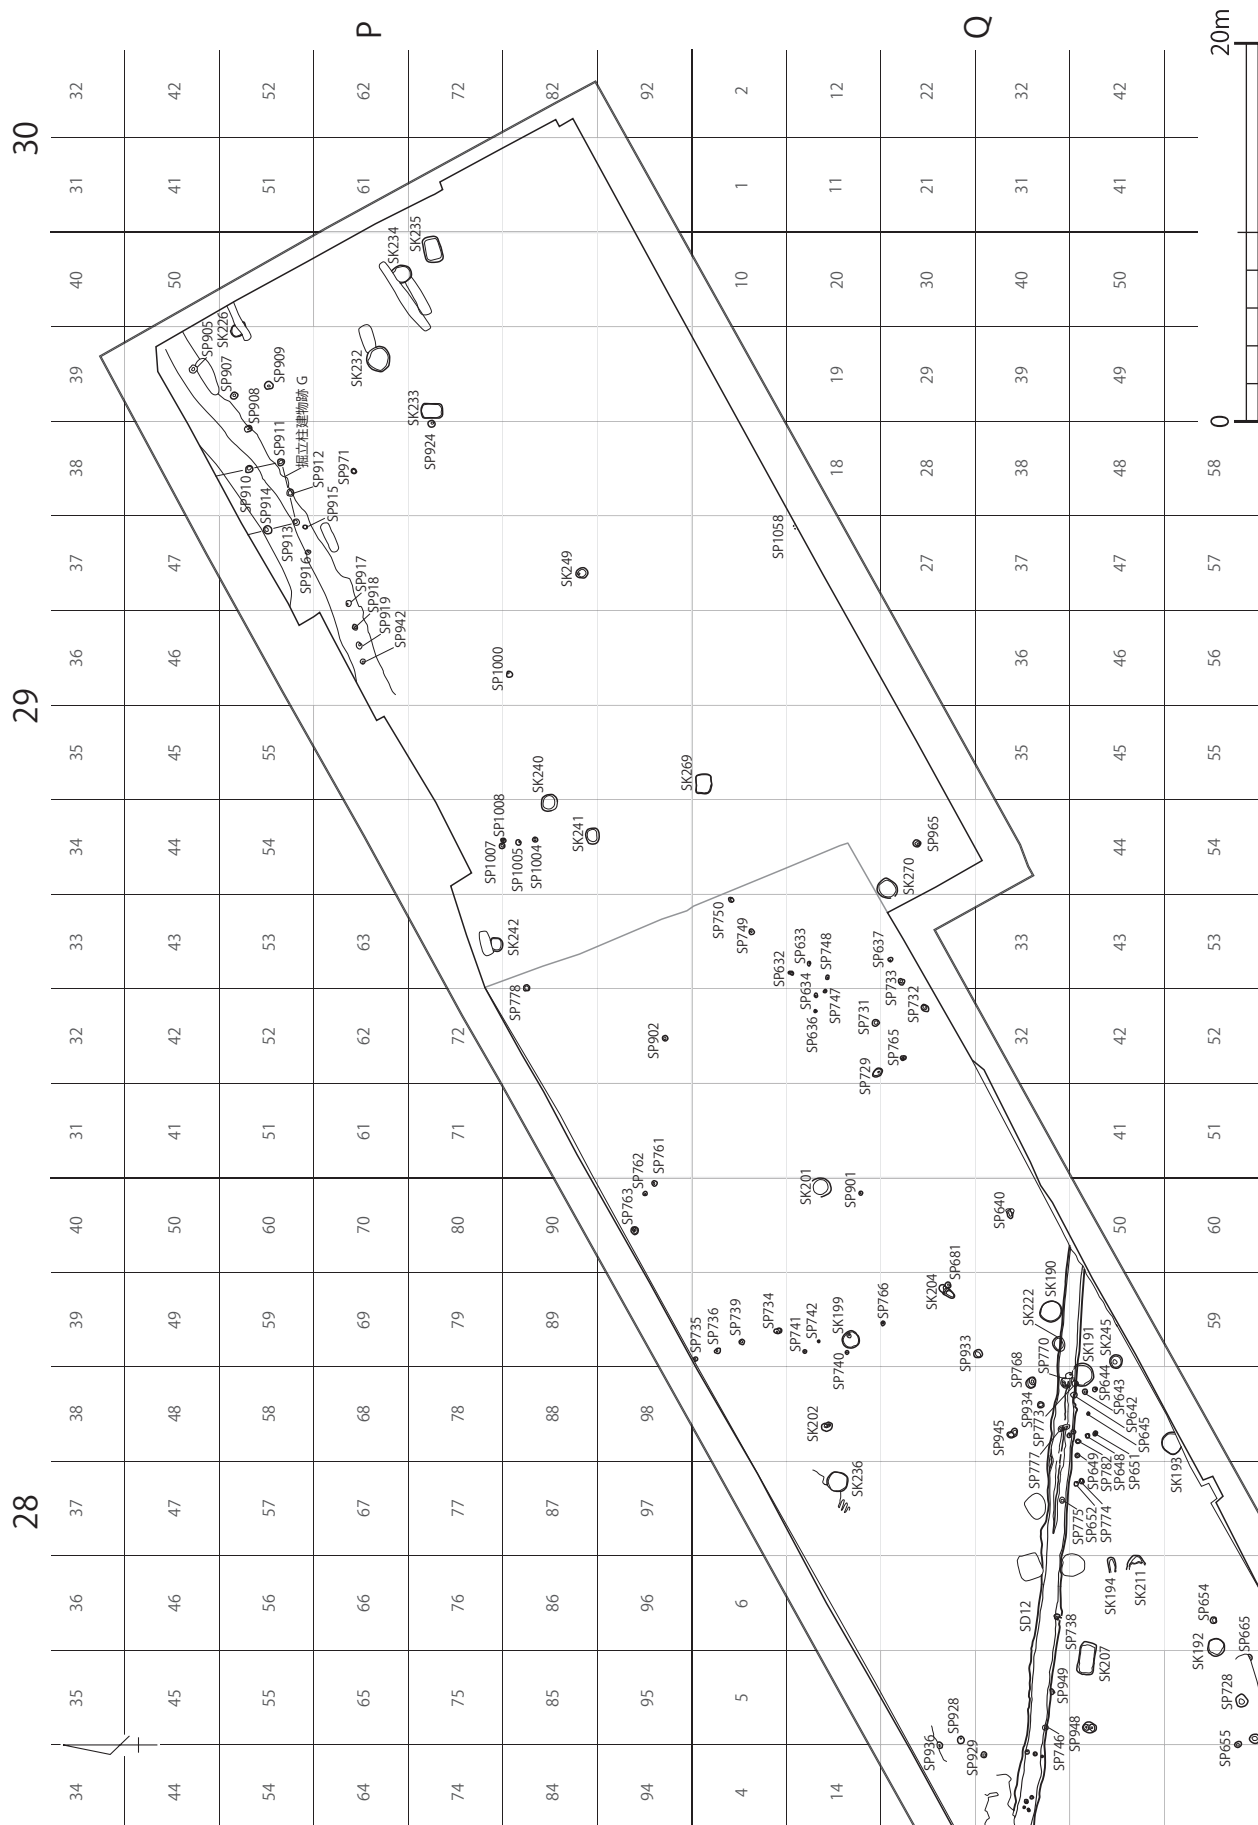 P
Q
20m
0
30
29
28
32 42 52 62 72 82 92 2 12 22 32 42
31 41 51 61 1 11 21 31 41
40 50 10 20 30 40 50
39 19 29 39 49
38 18 28 38 48 58
37 47 27 37 47 57
36 46 36 46 56
35 45 55 35 45 55
34 44 54 44 54
33 43 53 63 33 43 53
32 42 52 62 72 32 42 52
31 41 51 61 71 41 51
40 50 60 70 80 90 50 60
39 49 59 69 79 89 59
38 48 58 68 78 88 98
37 47 57 67 77 87 97
36 46 56 66 76 86 96 6
35 45 55 65 75 85 95 5
34 44 54 64 74 84 94 4 14
SK234
SK235
SP905
SK226
SP907
SP908
SP909
SK232
SK233
SP924
掘立柱建物跡 G
SP911
SP910
SP912
SP971
SP914
SP915
SP913
SP916
SP917
SP918
SP919
SP942
SK249
SP1058
SP1000
SK240
SK269
SP1008
SP1007
SP1005
SP1004
SK241
SP965
SK270
SK242
SP750
SP749
SP632
SP633
SP748
SP637
SP634
SP747
SP636
SP733
SP732
SP731
SP765
SP729
SP778
SP902
SP761
SP762
SP763
SK201
SP901
SP640
SP681
SK204
SK190
SK222
SP735
SP736
SP739
SP734
SP741
SP742
SK199
SP740
SP766
SP933
SP770
SK191
SK245
SP768
SP934
SP773
SP644
SP643
SP642
SP645
SK202
SP945
SP777
SP649
SP782
SP648
SP651
SK193
SK236
SP775
SP652
SP774
SK194
SK211
SD12
SP738
SK207
SP949
SP948
SP746
SP654
SK192
SP665
SP728
SP655
SP928
SP936
SP929